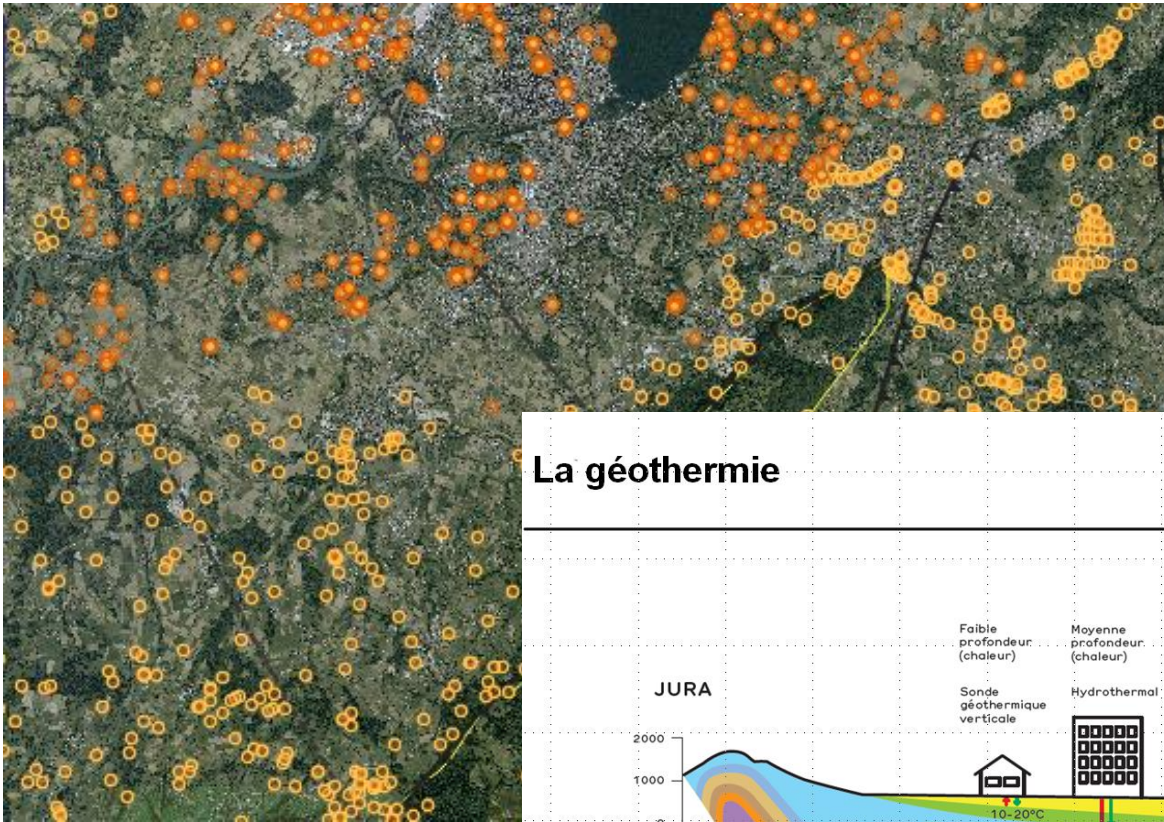 La géothermie
Faible
profondeur
(chaleur)
Moyenne
profondeur
(chaleur)
JURA
Sonde
géothermique
verticale
Hydrothermal
2000
1000
10-20°C